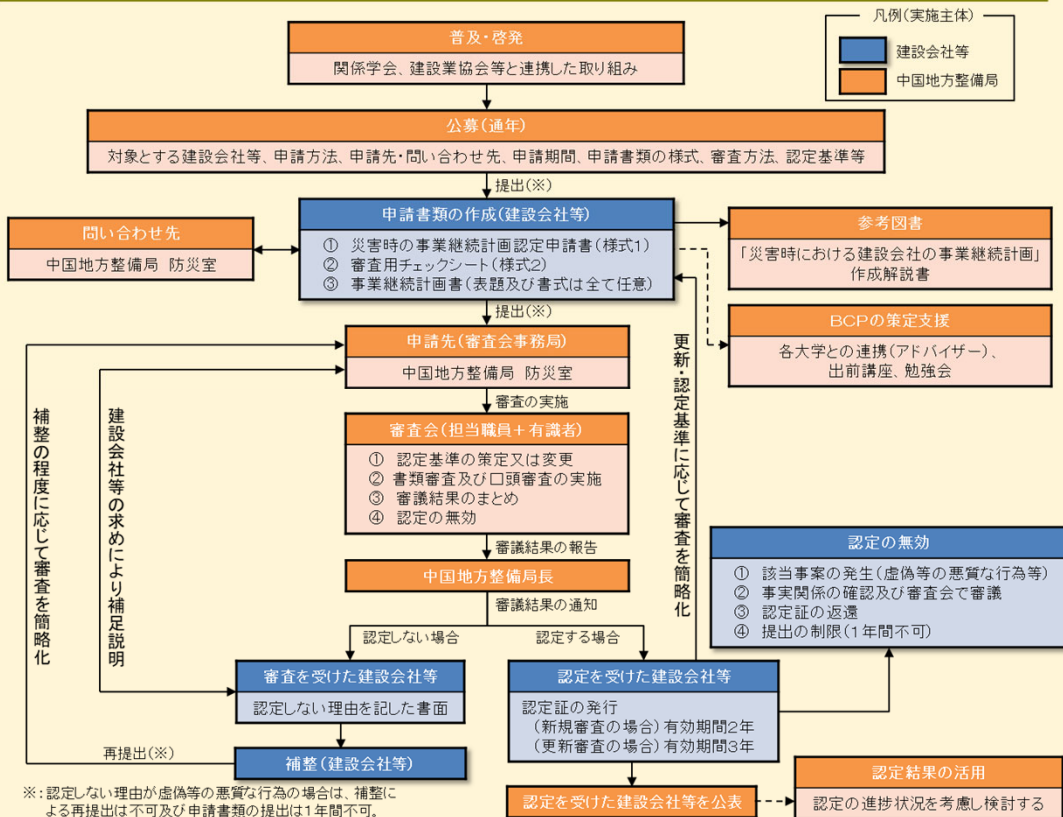 凡例(実施主体)
建設会社等
中国地方整備局
普及・啓発
関係学会、建設業協会等と連携した取り組み
公募(通年)
対象とする建設会社等、申請方法、申請先・問い合わせ先、申請期間、申請書類の様式、審査方法、認定基準等
提出(※)
申請書類の作成(建設会社等)
① 災害時の事業継続計画認定申請書(様式1)
② 審査用チェックシート(様式2)
③ 事業継続計画書(表題及び書式は全て任意)
問い合わせ先
中国地方整備局 防災室
参考図書
「災害時における建設会社の事業継続計画」
作成解説書
BCPの策定支援
各大学との連携(アドバイザー)、
出前講座、勉強会
提出(※)
申請先(審査会事務局)
中国地方整備局 防災室
審査の実施
審査会(担当職員+有識者)
① 認定基準の策定又は変更
② 書類審査及び口頭審査の実施
③ 審議結果のまとめ
④ 認定の無効
審議結果の報告
中国地方整備局長
審議結果の通知
認定しない場合
認定する場合
補整の程度に応じて審査を簡略化
建設会社等の求めにより補足説明
更新・認定基準に応じて審査を簡略化
認定の無効
① 該当事案の発生(虚偽等の悪質な行為等)
② 事実関係の確認及び審査会で審議
③ 認定証の返還
④ 提出の制限(1年間不可)
審査を受けた建設会社等
認定しない理由を記した書面
認定を受けた建設会社等
認定証の発行
(新規審査の場合)有効期間2年
(更新審査の場合)有効期間3年
再提出(※)
補整(建設会社等)
認定を受けた建設会社等を公表
認定結果の活用
認定の進捗状況を考慮し検討する
※:認定しない理由が虚偽等の悪質な行為の場合は、補整に
よる再提出は不可及び申請書類の提出は1年間不可。